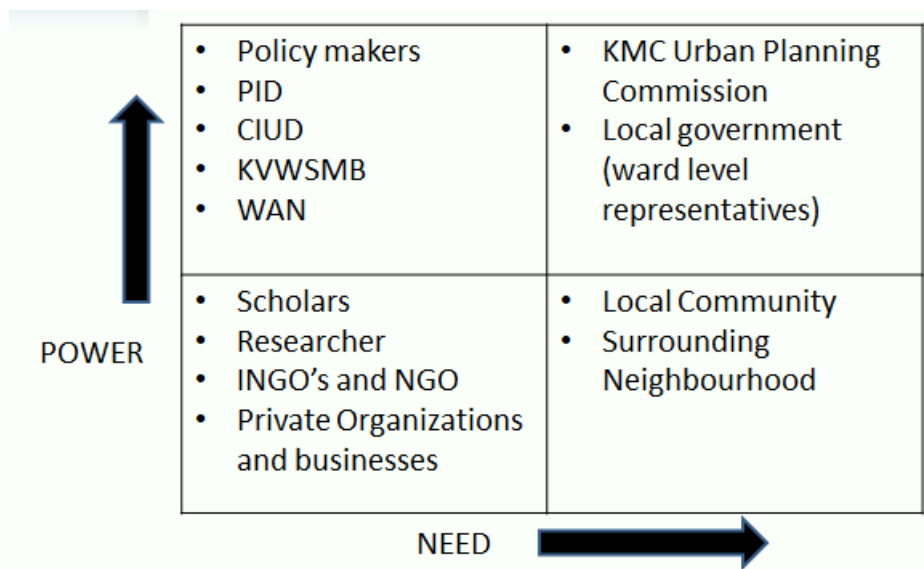 • Policy makers
• PID
• CIUD
• KVWSMB
• WAN
• KMC Urban Planning
Commission
• Local government
(ward level
representatives)
POWER
• Scholars
• Researcher
• INGO’s and NGO
• Private Organizations
and businesses
• Local Community
• Surrounding
Neighbourhood
NEED